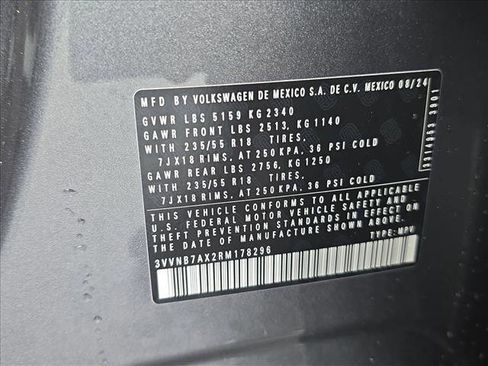 MFD BY VOLKSWAGEN DE MEXICO S.A. DE C.V. MEXICO 08/24
GVWR LBS 5159 KG 2340
GAWR FRONT LBS 2513, KG 1140
WITH 235/55 R18 TIRES,
7JX18 RIMS, AT 250 KPA, 36 PSI COLD
GAWR REAR LBS 2756, KG 1250
WITH 235/55 R18 TIRES,
7JX18 RIMS, AT 250 KPA, 36 PSI COLD
THIS VEHICLE CONFORMS TO ALL APPLICABLE
U.S. FEDERAL MOTOR VEHICLE SAFETY AND
THEFT PREVENTION STANDARDS IN EFFECT ON
THE DATE OF MANUFACTURE SHOWN ABOVE.
3VVNB7AX2RM178296 TYPE: MPV